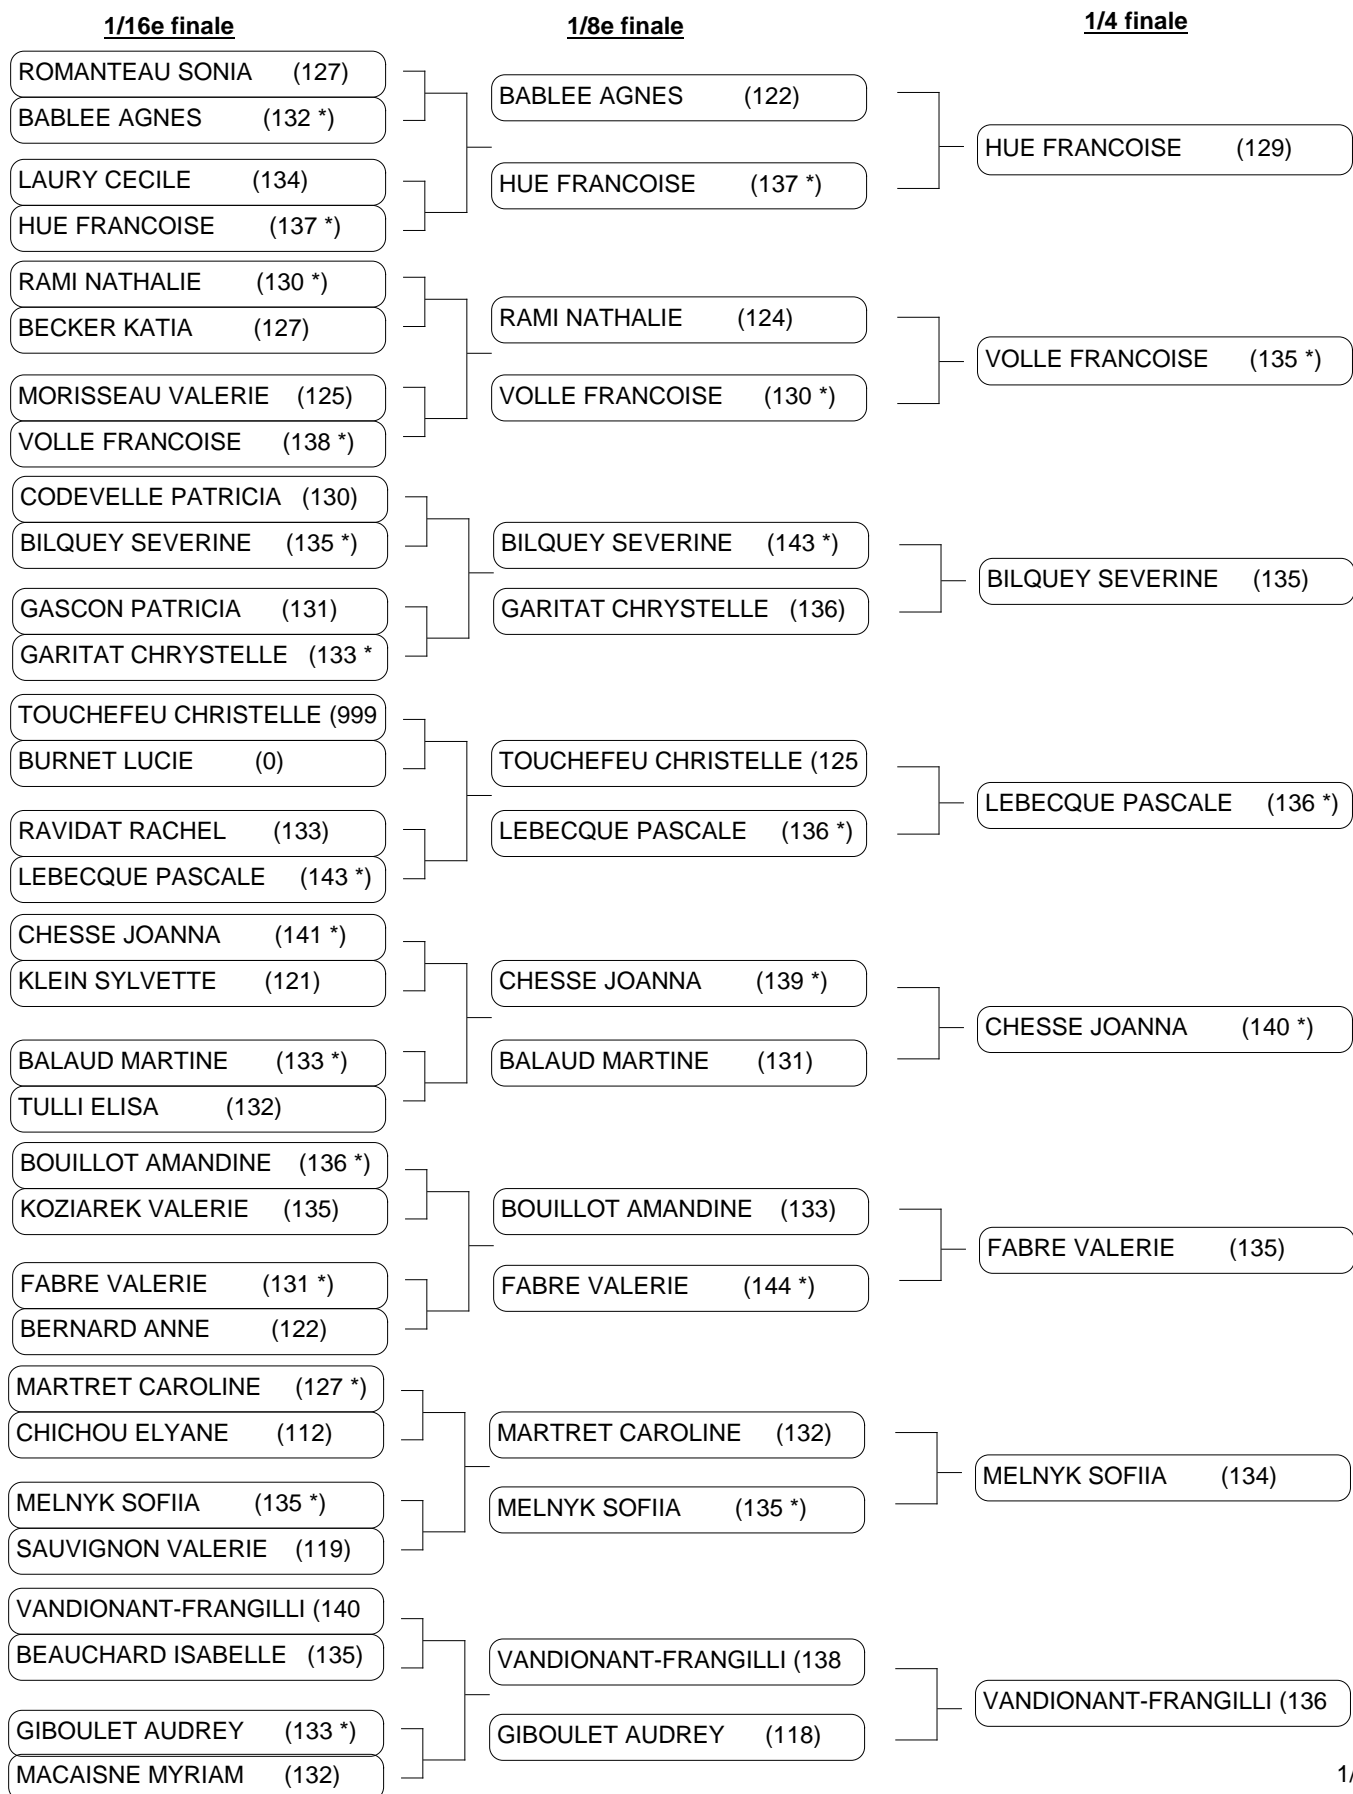 1/16e finale
1/8e finale
1/4 finale
ROMANTEAU SONIA (127)
BABLEE AGNES (132 *)
LAURY CECILE (134)
HUE FRANCOISE (137 *)
RAMI NATHALIE (130 *)
BECKER KATIA (127)
MORISSEAU VALERIE (125)
VOLLE FRANCOISE (138 *)
CODEVELLE PATRICIA (130)
BILQUEY SEVERINE (135 *)
GASCON PATRICIA (131)
GARITAT CHRYSTELLE (133 *
TOUCHEFEU CHRISTELLE (999
BURNET LUCIE (0)
RAVIDAT RACHEL (133)
LEBECQUE PASCALE (143 *)
CHESSE JOANNA (141 *)
KLEIN SYLVETTE (121)
BALAUD MARTINE (133 *)
TULLI ELISA (132)
BOUILLOT AMANDINE (136 *)
KOZIAREK VALERIE (135)
FABRE VALERIE (131 *)
BERNARD ANNE (122)
MARTRET CAROLINE (127 *)
CHICHOU ELYANE (112)
MELNYK SOFIIA (135 *)
SAUVIGNON VALERIE (119)
VANDIONANT-FRANGILLI (140
BEAUCHARD ISABELLE (135)
GIBOULET AUDREY (133 *)
MACAISNE MYRIAM (132)
BABLEE AGNES (122)
HUE FRANCOISE (137 *)
RAMI NATHALIE (124)
VOLLE FRANCOISE (130 *)
BILQUEY SEVERINE (143 *)
GARITAT CHRYSTELLE (136)
TOUCHEFEU CHRISTELLE (125
LEBECQUE PASCALE (136 *)
CHESSE JOANNA (139 *)
BALAUD MARTINE (131)
BOUILLOT AMANDINE (133)
FABRE VALERIE (144 *)
MARTRET CAROLINE (132)
MELNYK SOFIIA (135 *)
VANDIONANT-FRANGILLI (138
GIBOULET AUDREY (118)
HUE FRANCOISE (129)
VOLLE FRANCOISE (135 *)
BILQUEY SEVERINE (135)
LEBECQUE PASCALE (136 *)
CHESSE JOANNA (140 *)
FABRE VALERIE (135)
MELNYK SOFIIA (134)
VANDIONANT-FRANGILLI (136
1/